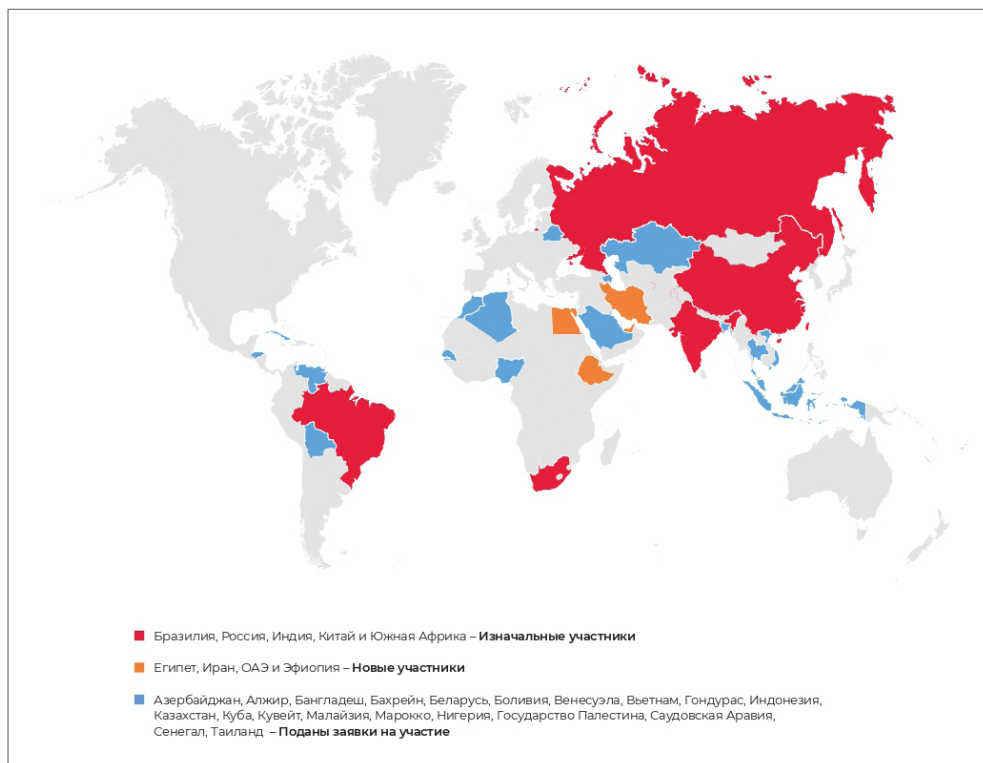 Бразилия, Россия, Индия, Китай и Южная Африка – Изначальные участники
Египет, Иран, ОАЭ и Эфиопия – Новые участники
Азербайджан, Алжир, Бангладеш, Бахрейн, Беларусь, Боливия, Венесуэла, Вьетнам, Гондурас, Индонезия,
Казахстан, Куба, Кувейт, Малайзия, Марокко, Нигерия, Государство Палестина, Саудовская Аравия,
Сенегал, Таиланд – Поданы заявки на участие